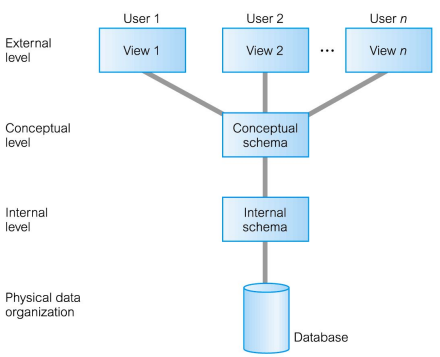 User 1 User 2 User n
External
level
View 1 View 2 ... View n
Conceptual
level
Conceptual
schema
Internal
level
Internal
schema
Physical data
organization
Database